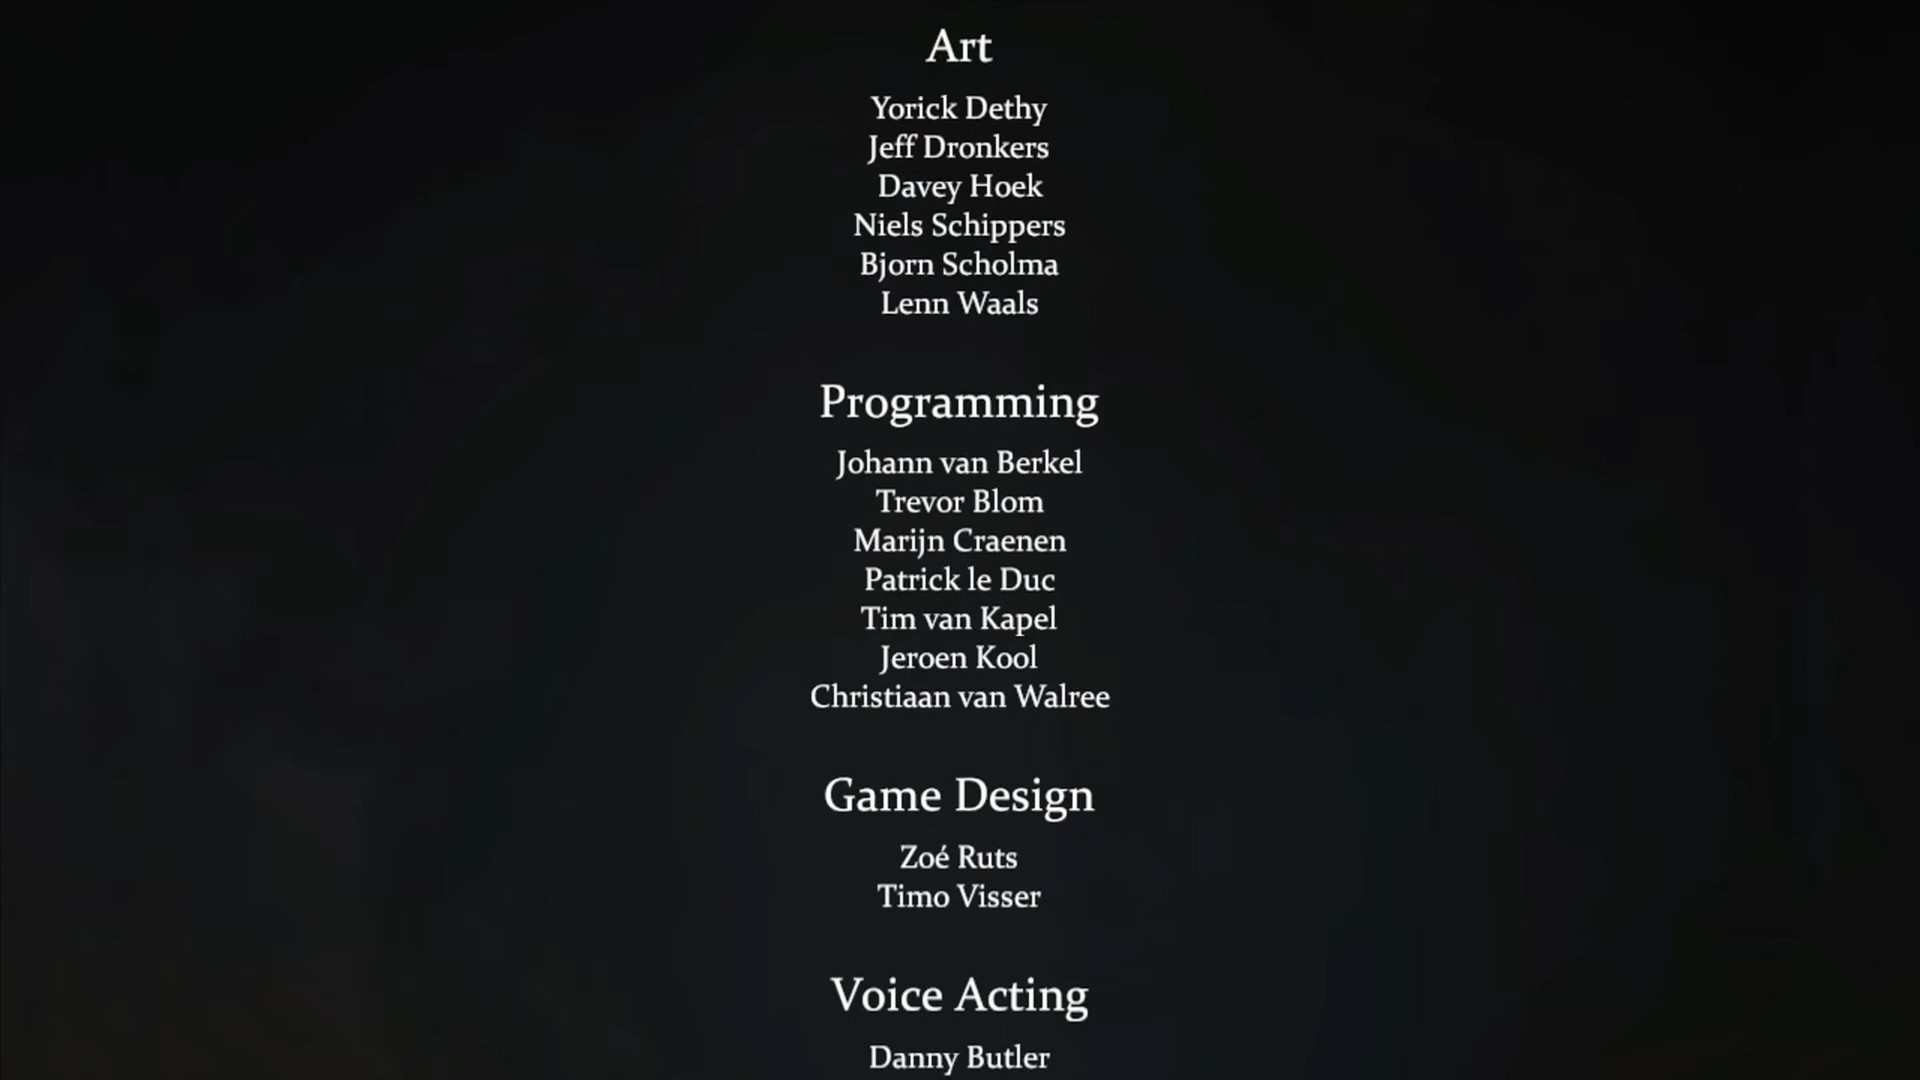 Art
Yorick Dethy
Jeff Dronkers
Davey Hoek
Niels Schippers
Bjorn Scholma
Lenn Waals
Programming
Johann van Berkel
Trevor Blom
Marijn Craenen
Patrick le Duc
Tim van Kapel
Jeroen Kool
Christiaan van Walree
Game Design
Zoé Ruts
Timo Visser
Voice Acting
Danny Butler